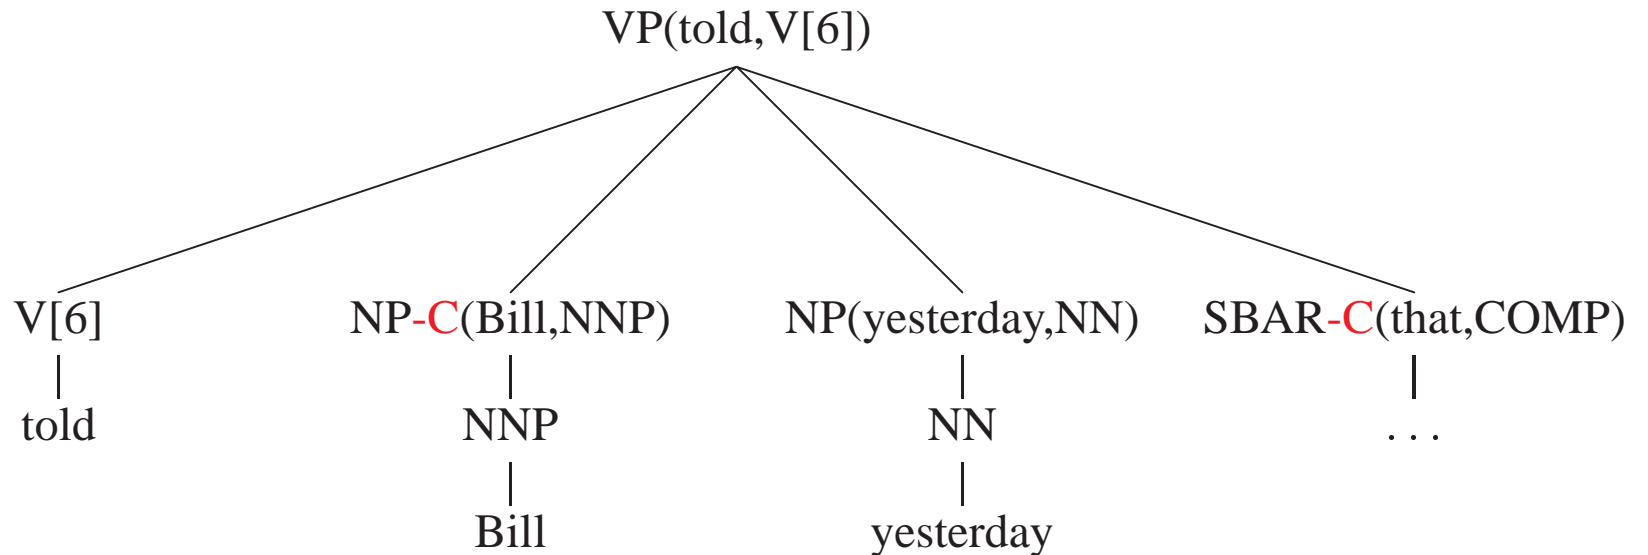 VP(told,V[6])
V[6] NP-C(Bill,NNP) NP(yesterday,NN) SBAR-C(that,COMP)
told NNP NN ...
Bill yesterday